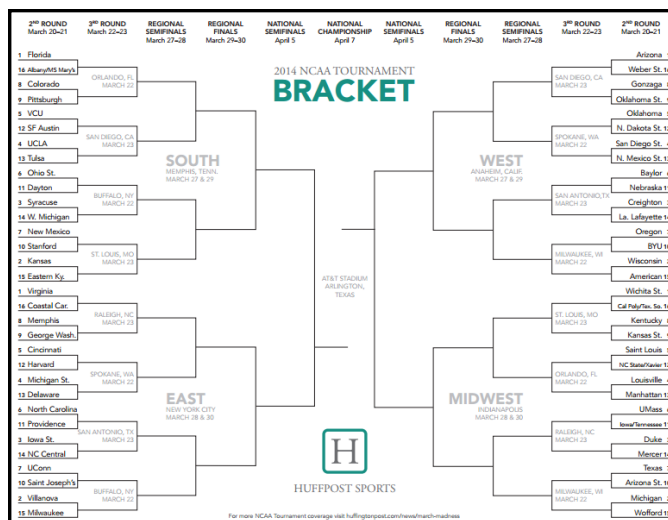 2ND ROUND
March 20–21
3RD ROUND
March 22–23
REGIONAL
SEMIFINALS
March 27–28
REGIONAL
FINALS
March 29–30
NATIONAL
SEMIFINALS
April 5
NATIONAL
CHAMPIONSHIP
April 7
NATIONAL
SEMIFINALS
April 5
REGIONAL
FINALS
March 29–30
REGIONAL
SEMIFINALS
March 27–28
3RD ROUND
March 22–23
2ND ROUND
March 20–21
2014 NCAA TOURNAMENT
BRACKET
1 Florida
16 Albany/MS Mary's
8 Colorado
9 Pittsburgh
5 VCU
12 SF Austin
4 UCLA
13 Tulsa
6 Ohio St.
11 Dayton
3 Syracuse
14 W. Michigan
7 New Mexico
10 Stanford
2 Kansas
15 Eastern Ky.
ORLANDO, FL
MARCH 22
SAN DIEGO, CA
MARCH 23
BUFFALO, NY
MARCH 22
ST. LOUIS, MO
MARCH 23
SOUTH
MEMPHIS, TENN.
MARCH 27 & 29
1 Virginia
16 Coastal Car.
8 Memphis
9 George Wash.
5 Cincinnati
12 Harvard
4 Michigan St.
13 Delaware
6 North Carolina
11 Providence
3 Iowa St.
14 NC Central
7 UConn
10 Saint Joseph's
2 Villanova
15 Milwaukee
RALEIGH, NC
MARCH 23
SPOKANE, WA
MARCH 22
SAN ANTONIO, TX
MARCH 23
BUFFALO, NY
MARCH 22
EAST
NEW YORK CITY
MARCH 28 & 30
AT&T STADIUM
ARLINGTON,
TEXAS
WEST
ANAHEIM, CALIF.
MARCH 27 & 29
SAN DIEGO, CA
MARCH 23
SPOKANE, WA
MARCH 22
SAN ANTONIO,TX
MARCH 23
MILWAUKEE, WI
MARCH 22
Arizona
Weber St.
Gonzaga
Oklahoma St.
Oklahoma
N. Dakota St.
San Diego St.
N. Mexico St.
Baylor
Nebraska
Creighton
La. Lafayette
Oregon
BYU
Wisconsin
American
MIDWEST
INDIANAPOLIS
MARCH 28 & 30
ST. LOUIS, MO
MARCH 23
ORLANDO, FL
MARCH 22
RALEIGH, NC
MARCH 23
MILWAUKEE, WI
MARCH 22
Wichita St.
Cal Poly/Tex. So.
Kentucky
Kansas St.
Saint Louis
NC State/Xavier
Louisville
Manhattan
UMass
Iowa/Tennessee
Duke
Mercer
Texas
Arizona St.
Michigan
Wofford
H
HUFFPOST SPORTS
For more NCAA Tournament coverage visit huffingtonpost.com/news/march-madness